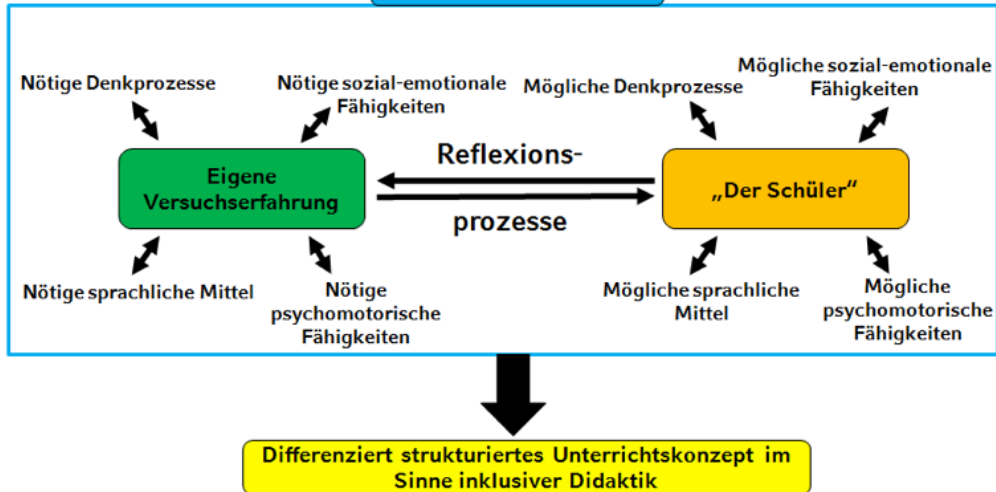 Nötige Denkprozesse
Nötige sozial-emotionale
Fähigkeiten
Mögliche Denkprozesse
Mögliche sozial-emotionale
Fähigkeiten
Eigene
Versuchserfahrung
Reflexions-
prozesse
„Der Schüler“
Nötige sprachliche Mittel
Nötige
psychomotorische
Fähigkeiten
Mögliche sprachliche
Mittel
Mögliche
psychomotorische
Fähigkeiten
Differenziert strukturiertes Unterrichtskonzept im
Sinne inklusiver Didaktik